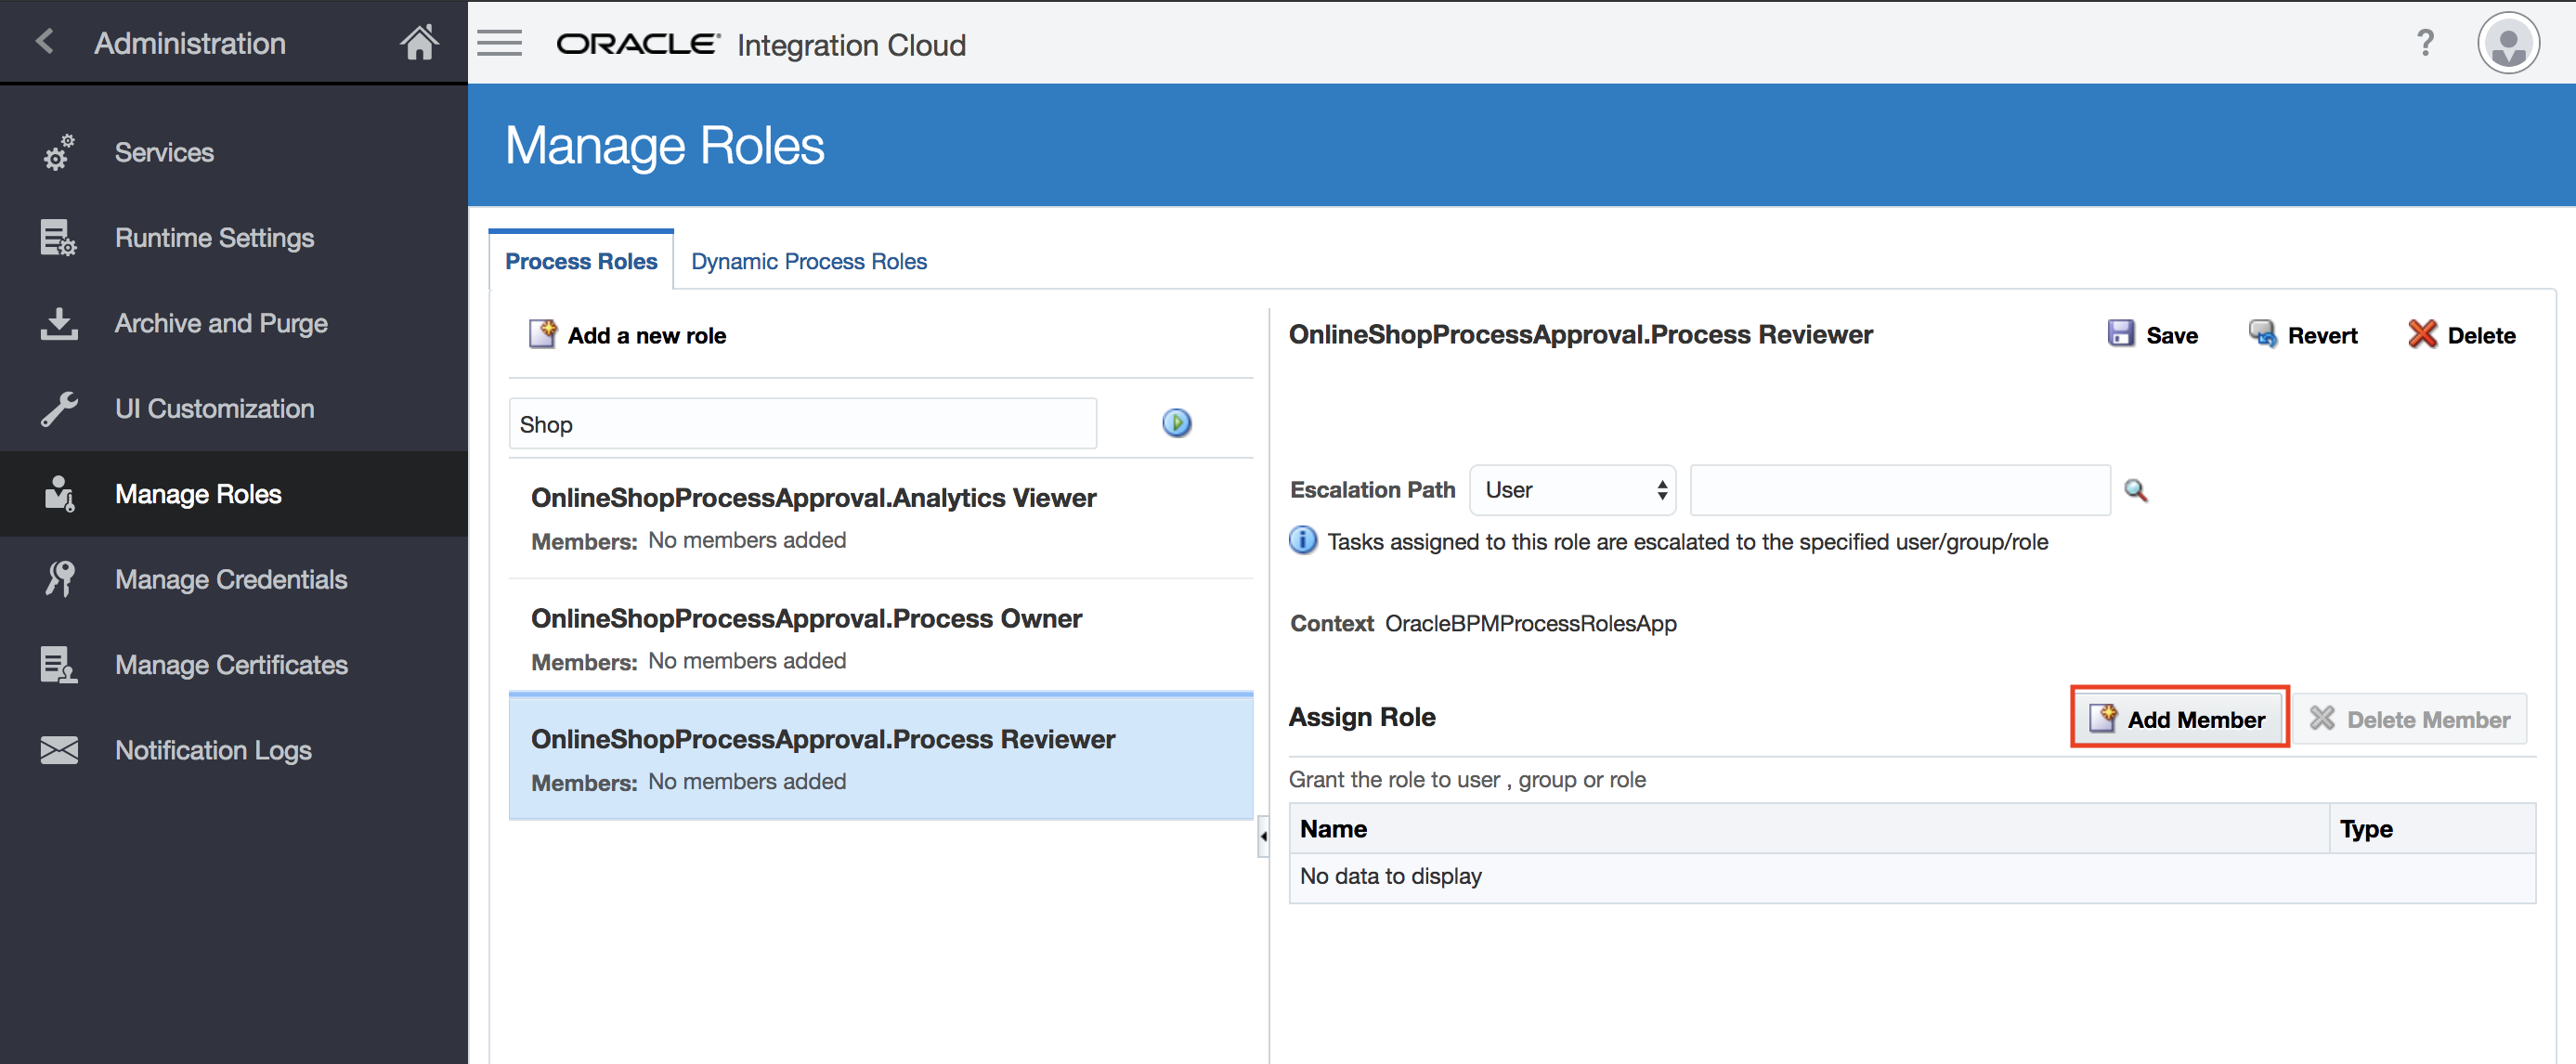 Administration
Services
Runtime Settings
Archive and Purge
UI Customization
Manage Roles
Manage Credentials
Manage Certificates
Notification Logs
ORACLE® Integration Cloud
?
Manage Roles
Process Roles
Dynamic Process Roles
Add a new role
Shop
OnlineShopProcessApproval.Analytics Viewer
Members: No members added
OnlineShopProcessApproval.Process Owner
Members: No members added
OnlineShopProcessApproval.Process Reviewer
Members: No members added
OnlineShopProcessApproval.Process Reviewer
Save
Revert
Delete
Escalation Path User
Tasks assigned to this role are escalated to the specified user/group/role
Context OracleBPMProcessRolesApp
Assign Role
Add Member
Delete Member
Grant the role to user , group or role
Name Type
No data to display